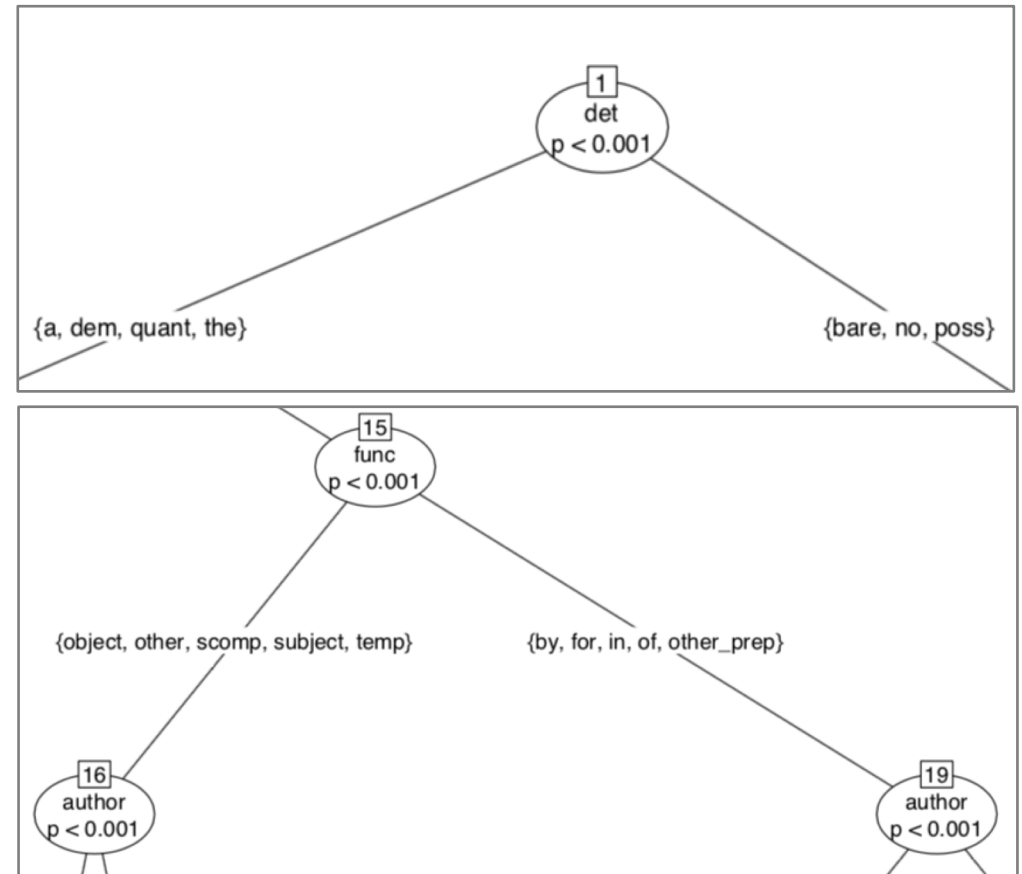 1
det
p < 0.001
{a, dem, quant, the}
{bare, no, poss}
15
func
p < 0.001
{object, other, scomp, subject, temp}
{by, for, in, of, other_prep}
16
author
p < 0.001
19
author
p < 0.001